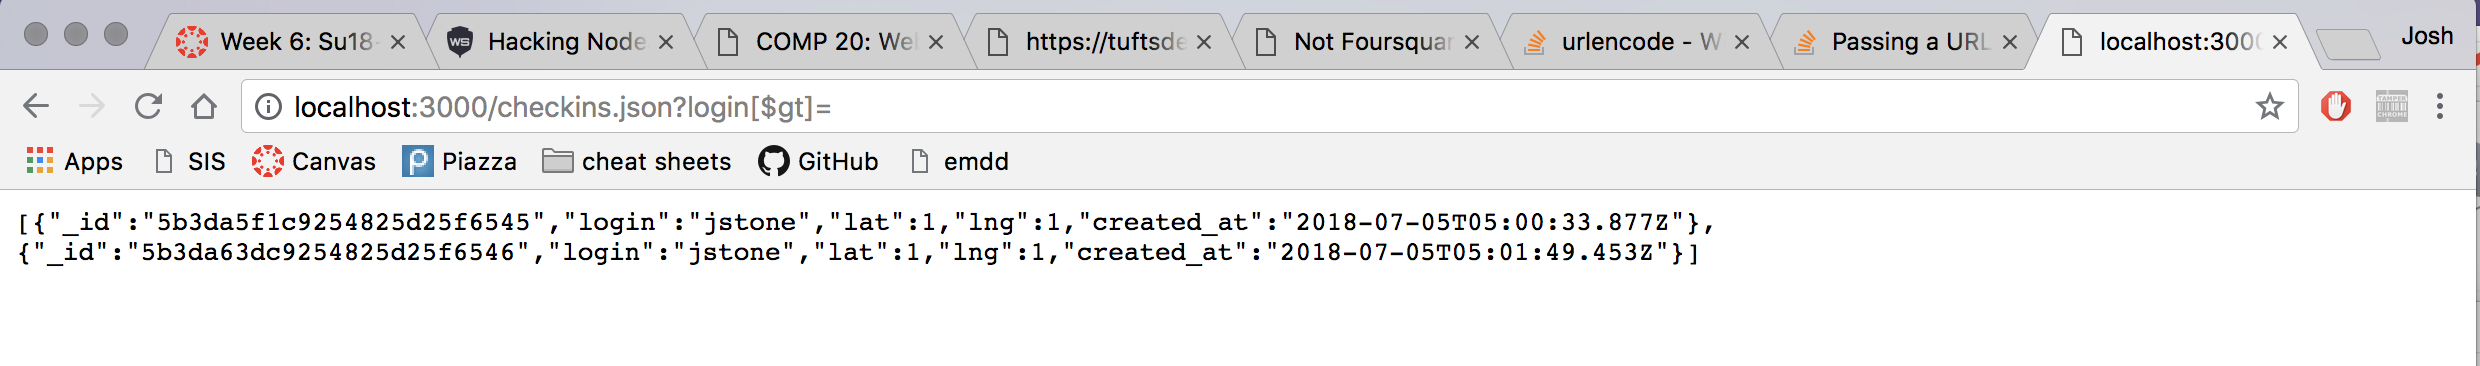 Week 6: Su18 Hacking Node COMP 20: We https://tuftsde Not Foursquar urlencode - W Passing a URL localhost:300 Josh
localhost:3000/checkins.json?login[$gt]=
Apps SIS Canvas Piazza cheat sheets GitHub emdd
[{"_id":"5b3da5f1c9254825d25f6545","login":"jstone","lat":1,"lng":1,"created_at":"2018-07-05T05:00:33.877Z"},
{"_id":"5b3da63dc9254825d25f6546","login":"jstone","lat":1,"lng":1,"created_at":"2018-07-05T05:01:49.453Z"}]